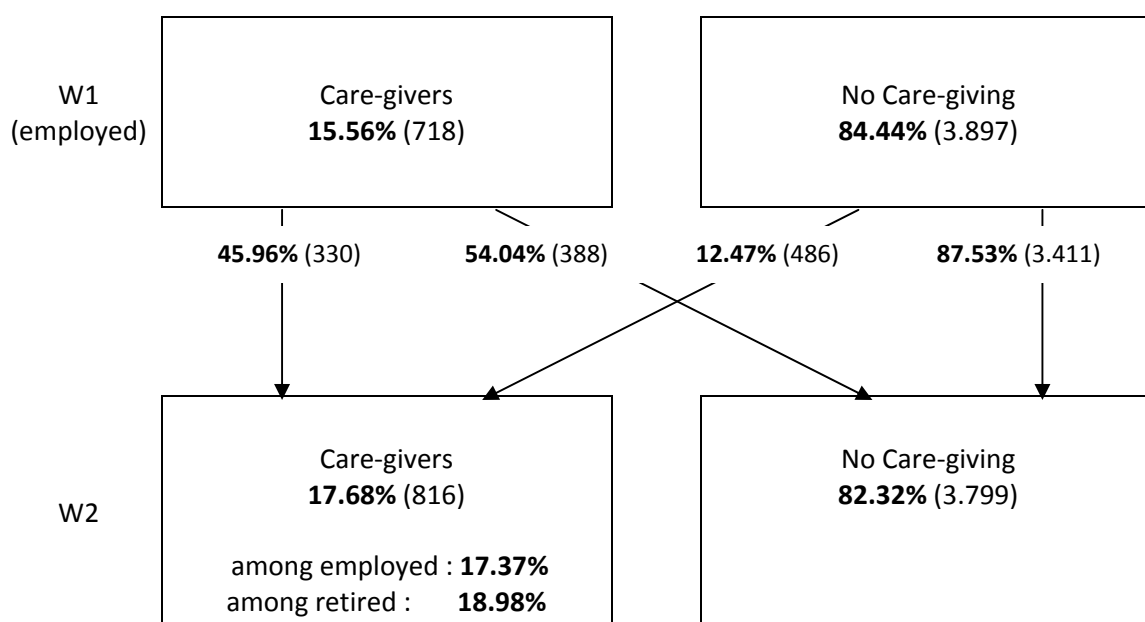 W1
(employed)
Care-givers
15.56% (718)
No Care-giving
84.44% (3.897)
45.96% (330)
54.04% (388)
12.47% (486)
87.53% (3.411)
W2
Care-givers
17.68% (816)
among employed : 17.37%
among retired : 18.98%
No Care-giving
82.32% (3.799)